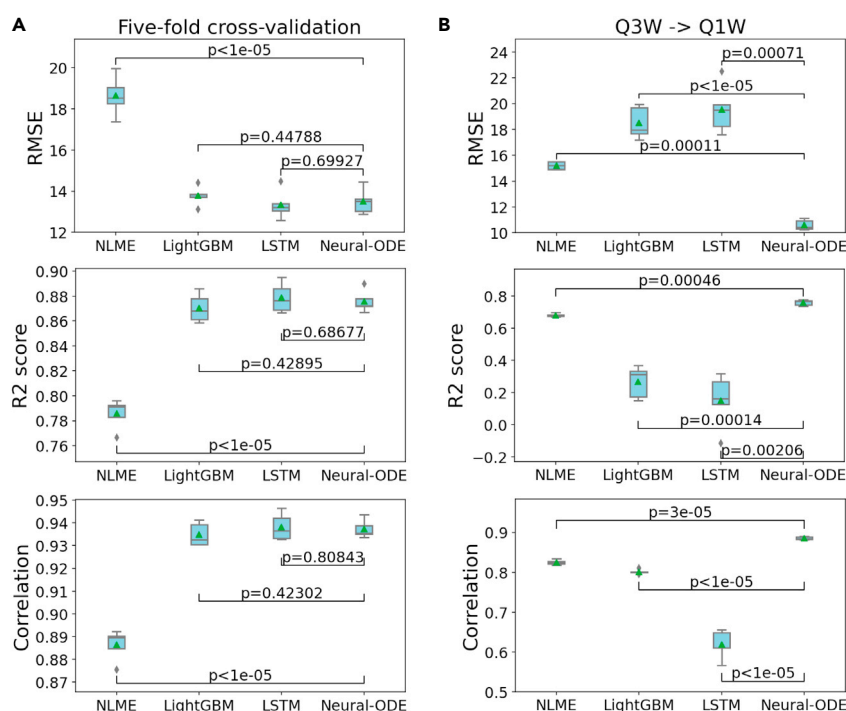 A
Five-fold cross-validation
20
18
16
14
12
RMSE
p<1e-05
p=0.44788
p=0.69927
NLME LightGBM LSTM Neural-ODE
0.90
0.88
0.86
0.84
0.82
0.80
0.78
0.76
R2 score
p=0.68677
p=0.42895
p<1e-05
NLME LightGBM LSTM Neural-ODE
0.95
0.94
0.93
0.92
0.91
0.90
0.89
0.88
0.87
Correlation
p=0.80843
p=0.42302
p<1e-05
NLME LightGBM LSTM Neural-ODE
B
Q3W -> Q1W
24
22
20
18
16
14
12
10
RMSE
p=0.00071
p<1e-05
p=0.00011
NLME LightGBM LSTM Neural-ODE
0.8
0.6
0.4
0.2
0.0
−0.2
R2 score
p=0.00046
p=0.00014
p=0.00206
NLME LightGBM LSTM Neural-ODE
0.9
0.8
0.7
0.6
0.5
Correlation
p=3e-05
p<1e-05
p<1e-05
NLME LightGBM LSTM Neural-ODE